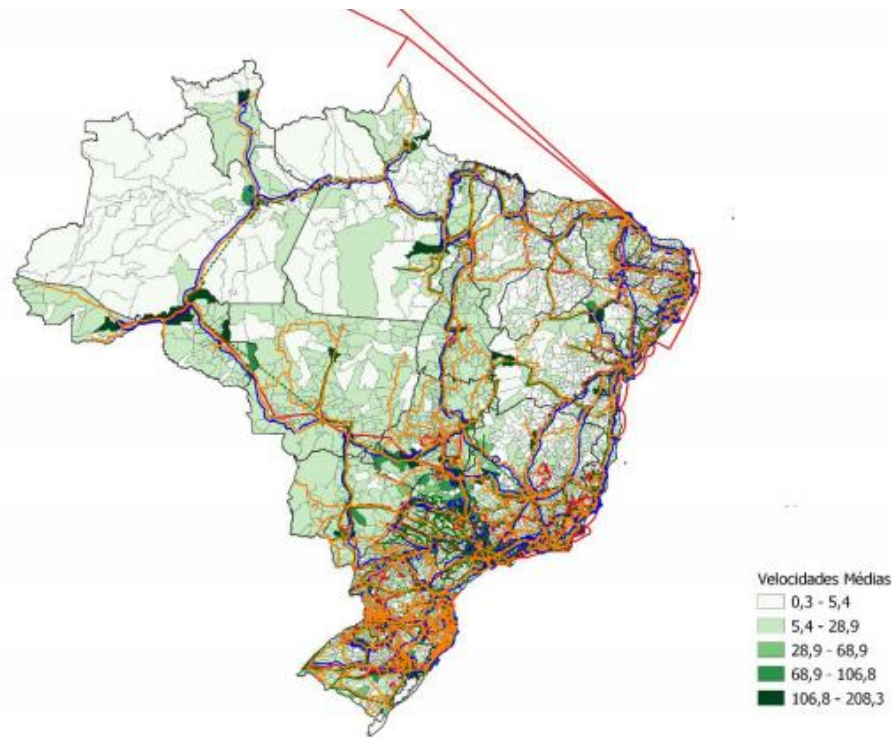 Velocidades Médias
0,3 - 5,4
5,4 - 28,9
28,9 - 68,9
68,9 - 106,8
106,8 - 208,3